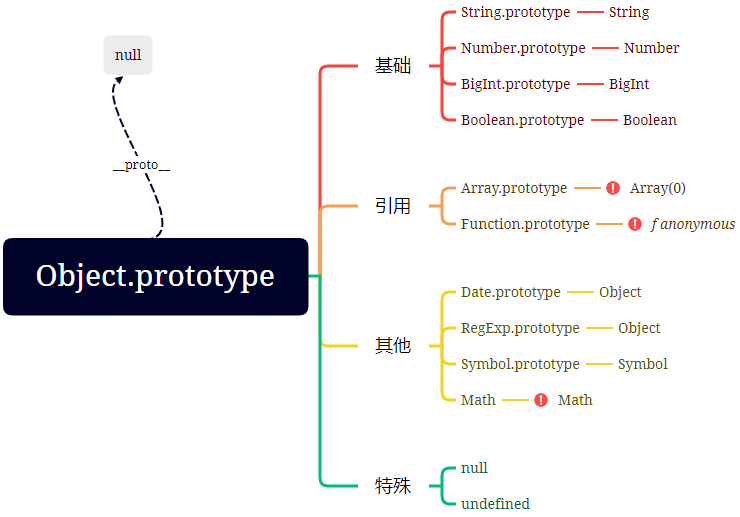 null
__proto__
Object.prototype
基础
String.prototype
String
Number.prototype
Number
BigInt.prototype
BigInt
Boolean.prototype
Boolean
引用
Array.prototype
Array(0)
Function.prototype
f anonymous
其他
Date.prototype
Object
RegExp.prototype
Object
Symbol.prototype
Symbol
Math
Math
特殊
null
undefined